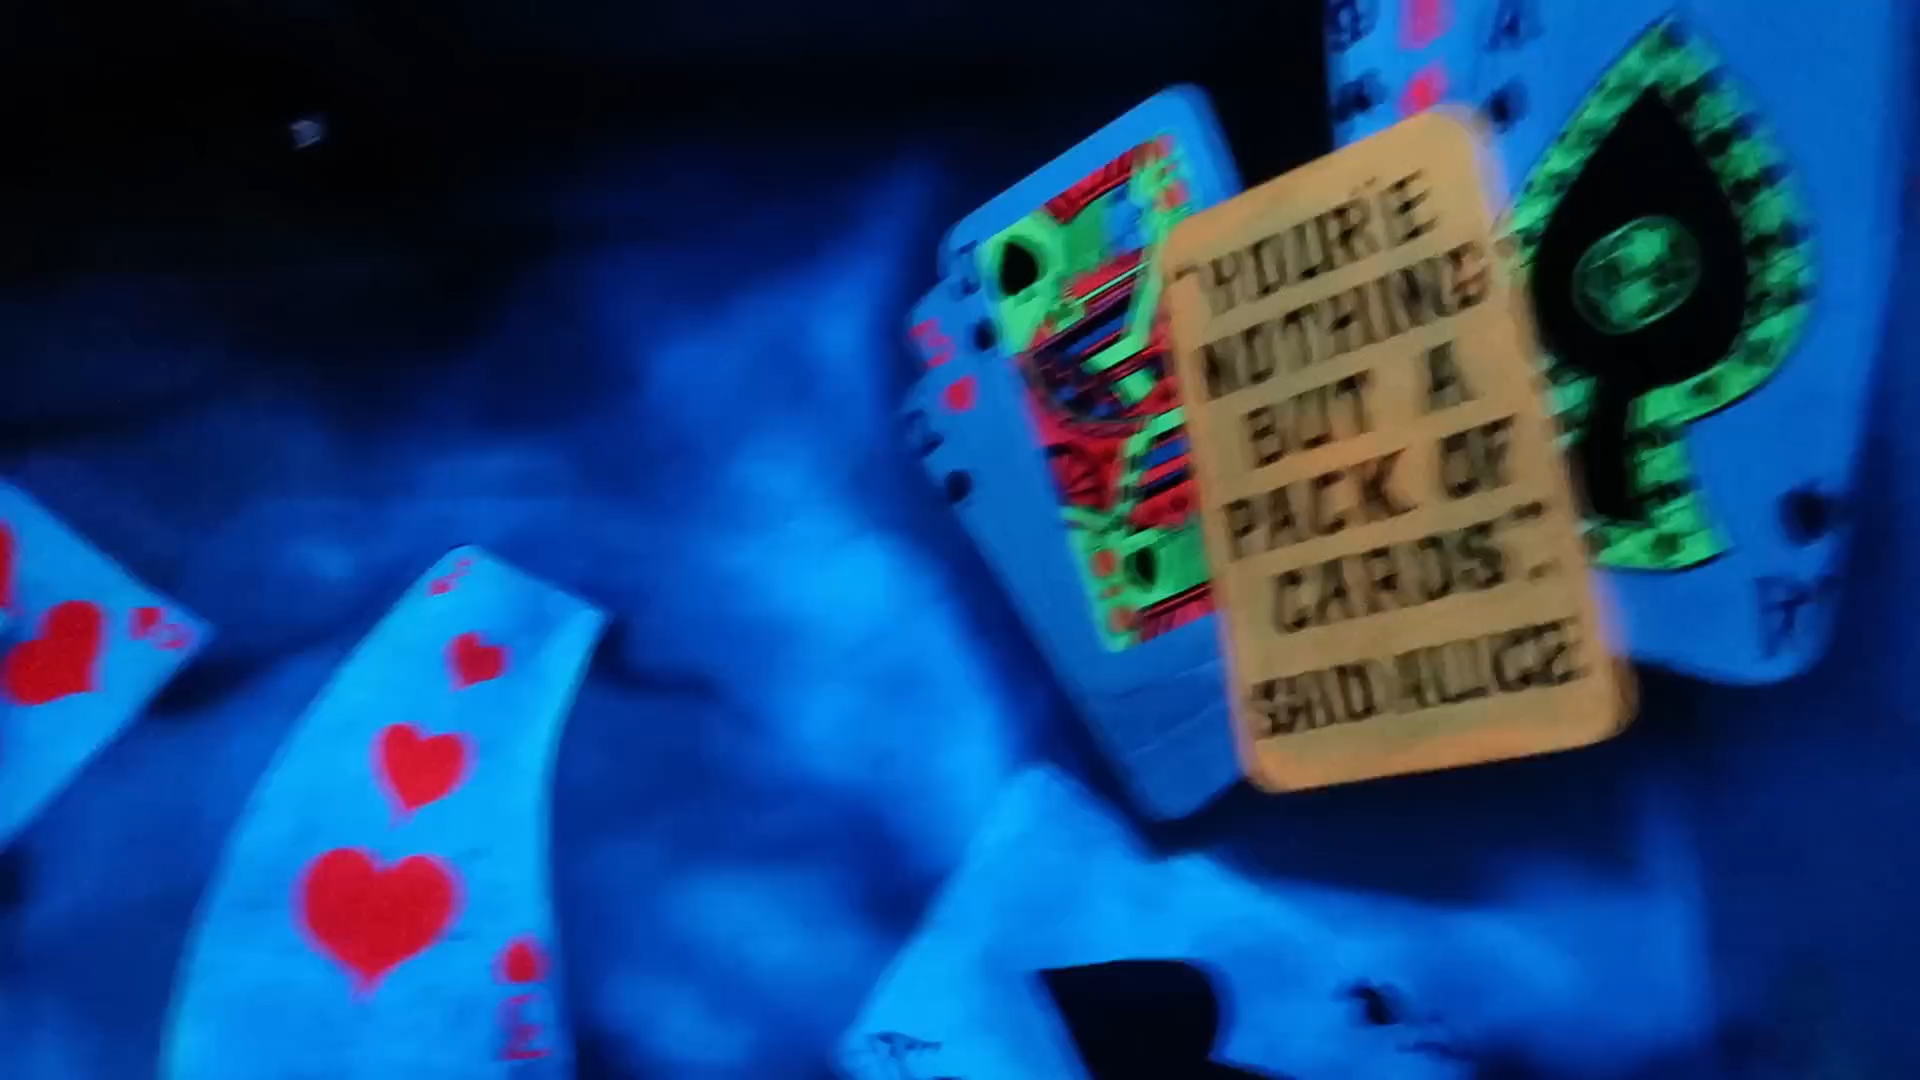 "YOU'RE
NOTHING
BUT A
PACK OF
CARDS"
SAID ALICE
A
A